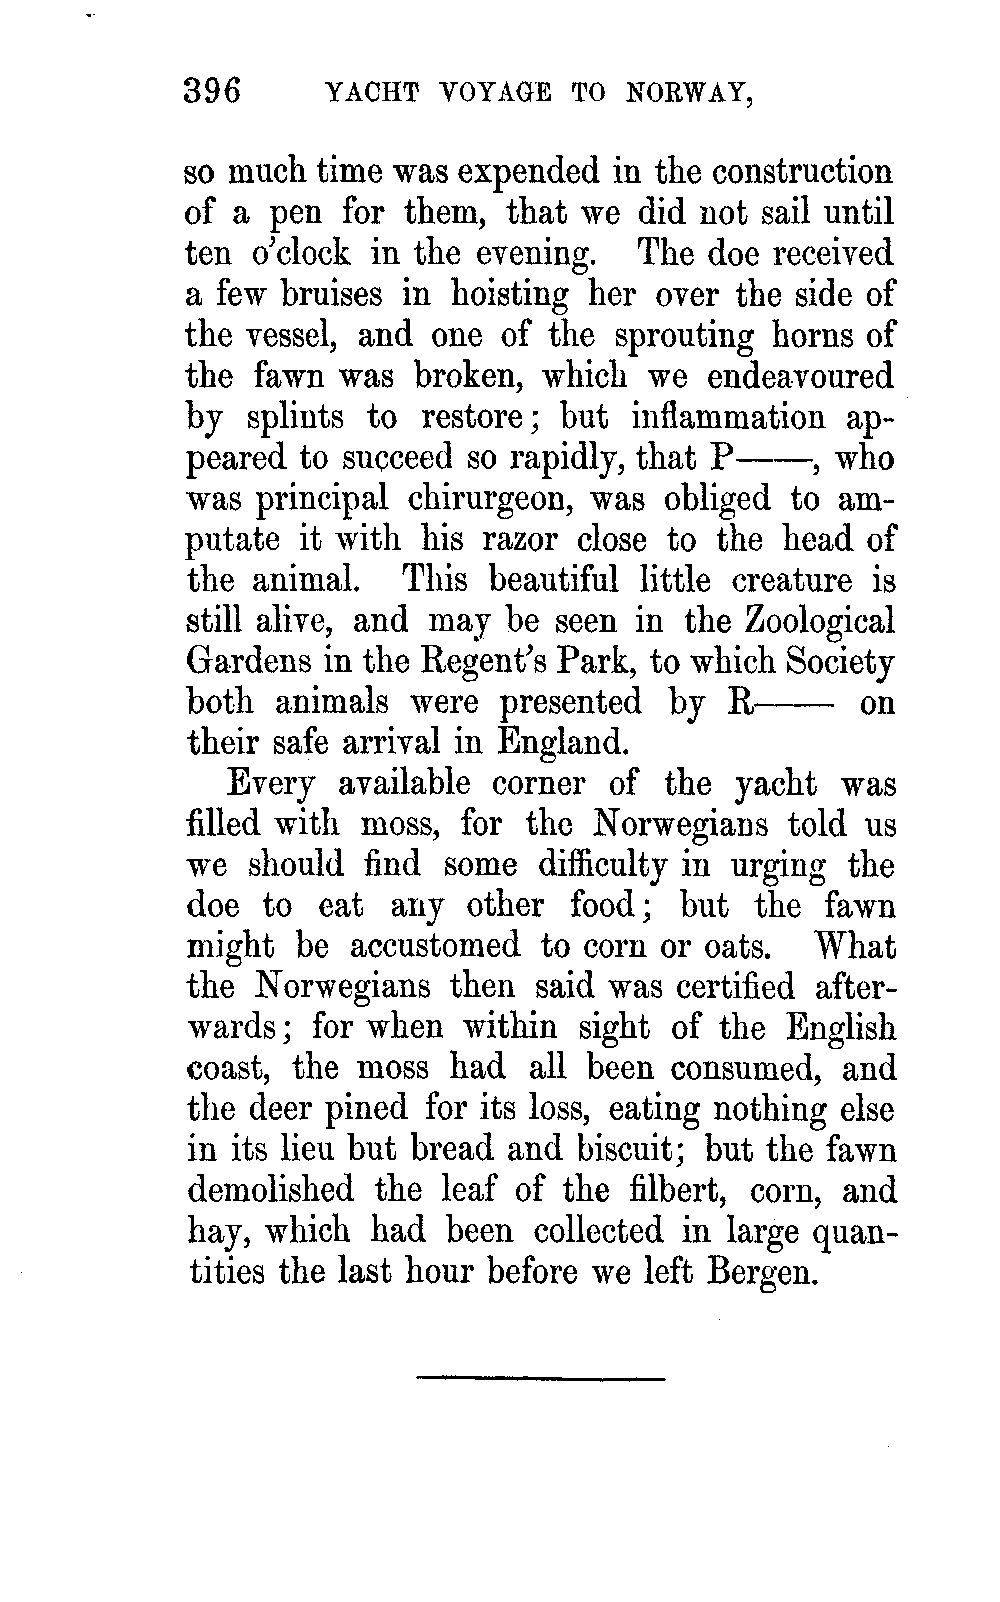 396 YACHT VOYAGE TO NORWAY,
so much time was expended in the construction
of a pen for them, that we did not sail until
ten o'clock in the evening. The doe received
a few bruises in hoisting her over the side of
the vessel, and one of the sprouting horns of
the fawn was broken, which we endeavoured
by splints to restore; but inflammation ap-
peared to succeed so rapidly, that P——, who
was principal chirurgeon, was obliged to am-
putate it with his razor close to the head of
the animal. This beautiful little creature is
still alive, and may be seen in the Zoological
Gardens in the Regent's Park, to which Society
both animals were presented by R—— on
their safe arrival in England.
Every available corner of the yacht was
filled with moss, for the Norwegians told us
we should find some difficulty in urging the
doe to eat any other food; but the fawn
might be accustomed to corn or oats. What
the Norwegians then said was certified after-
wards; for when within sight of the English
coast, the moss had all been consumed, and
the deer pined for its loss, eating nothing else
in its lieu but bread and biscuit; but the fawn
demolished the leaf of the filbert, corn, and
hay, which had been collected in large quan-
tities the last hour before we left Bergen.